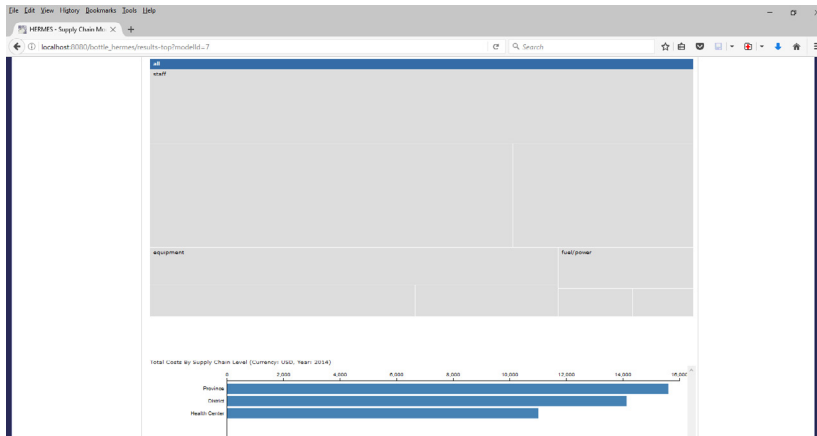 File Edit View History Bookmarks Tools Help
HERMES - Supply Chain Mo
localhost:8080/bottle_hermes/results-top?modelId=7
Search
all
staff
equipment fuel/power
Total Costs By Supply Chain Level (Currency: USD, Year: 2014)
0 2,000 4,000 6,000 8,000 10,000 12,000 14,000 16,000
Province
District
Health Center